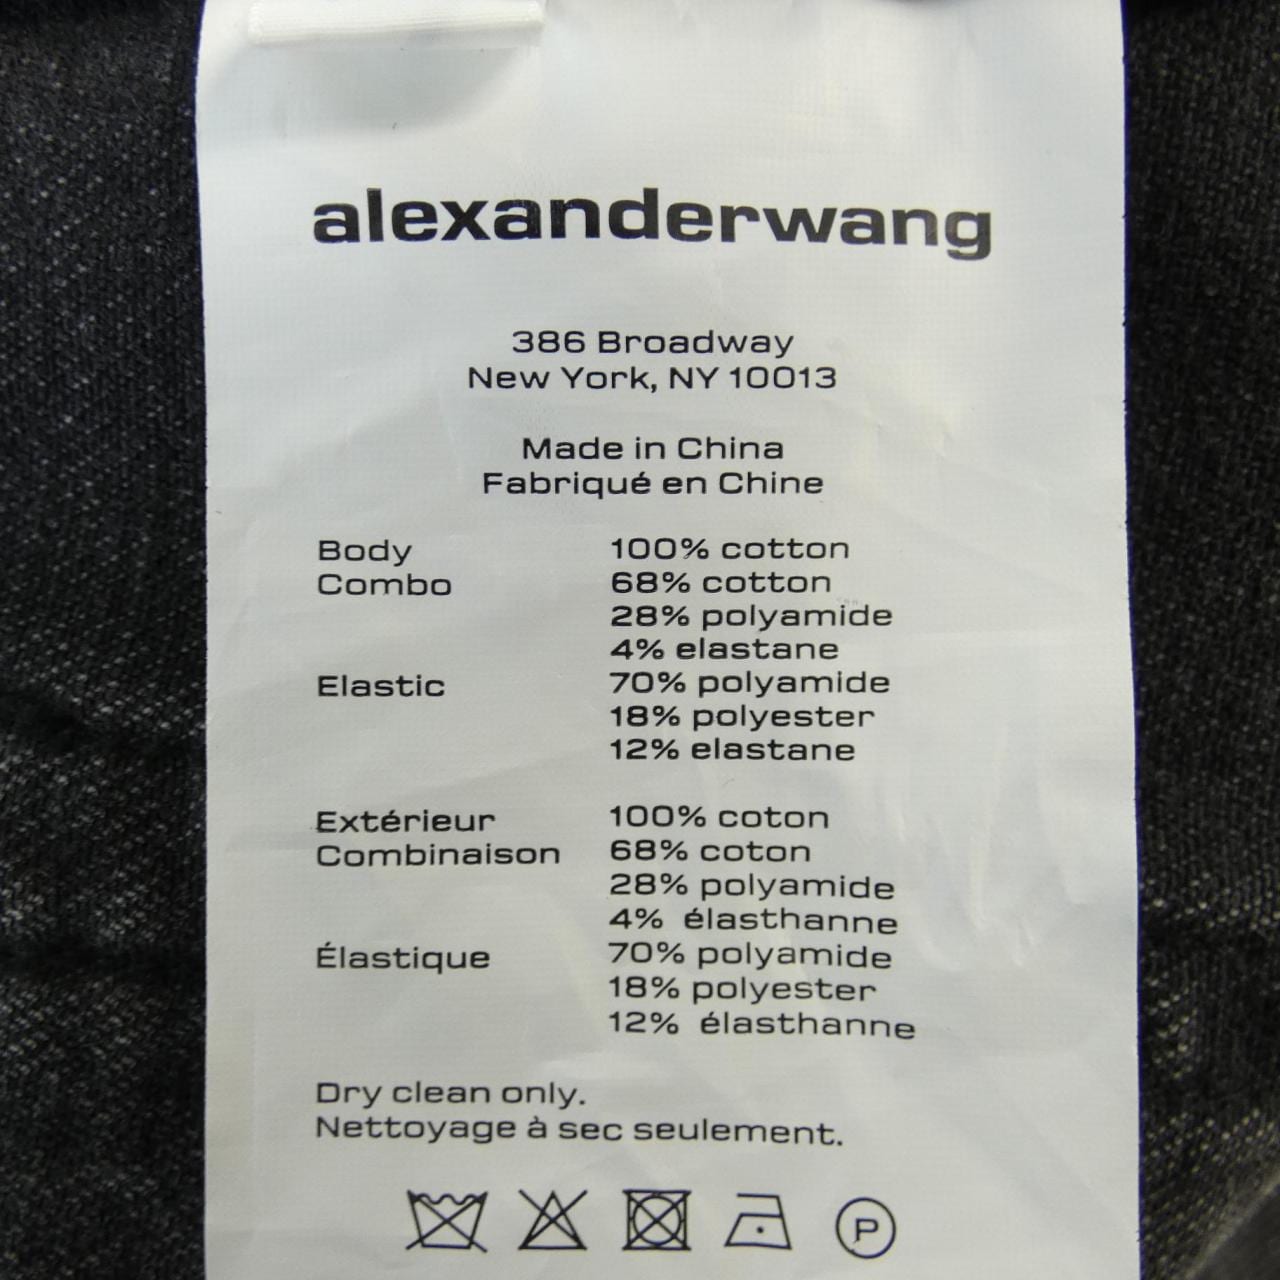 alexanderwang
386 Broadway
New York, NY 10013
Made in China
Fabriqué en Chine
Body 100% cotton
Combo 68% cotton
28% polyamide
4% elastane
Elastic 70% polyamide
18% polyester
12% elastane
Extérieur 100% coton
Combinaison 68% coton
28% polyamide
4% élasthanne
Élastique 70% polyamide
18% polyester
12% élasthanne
Dry clean only.
Nettoyage à sec seulement.
P